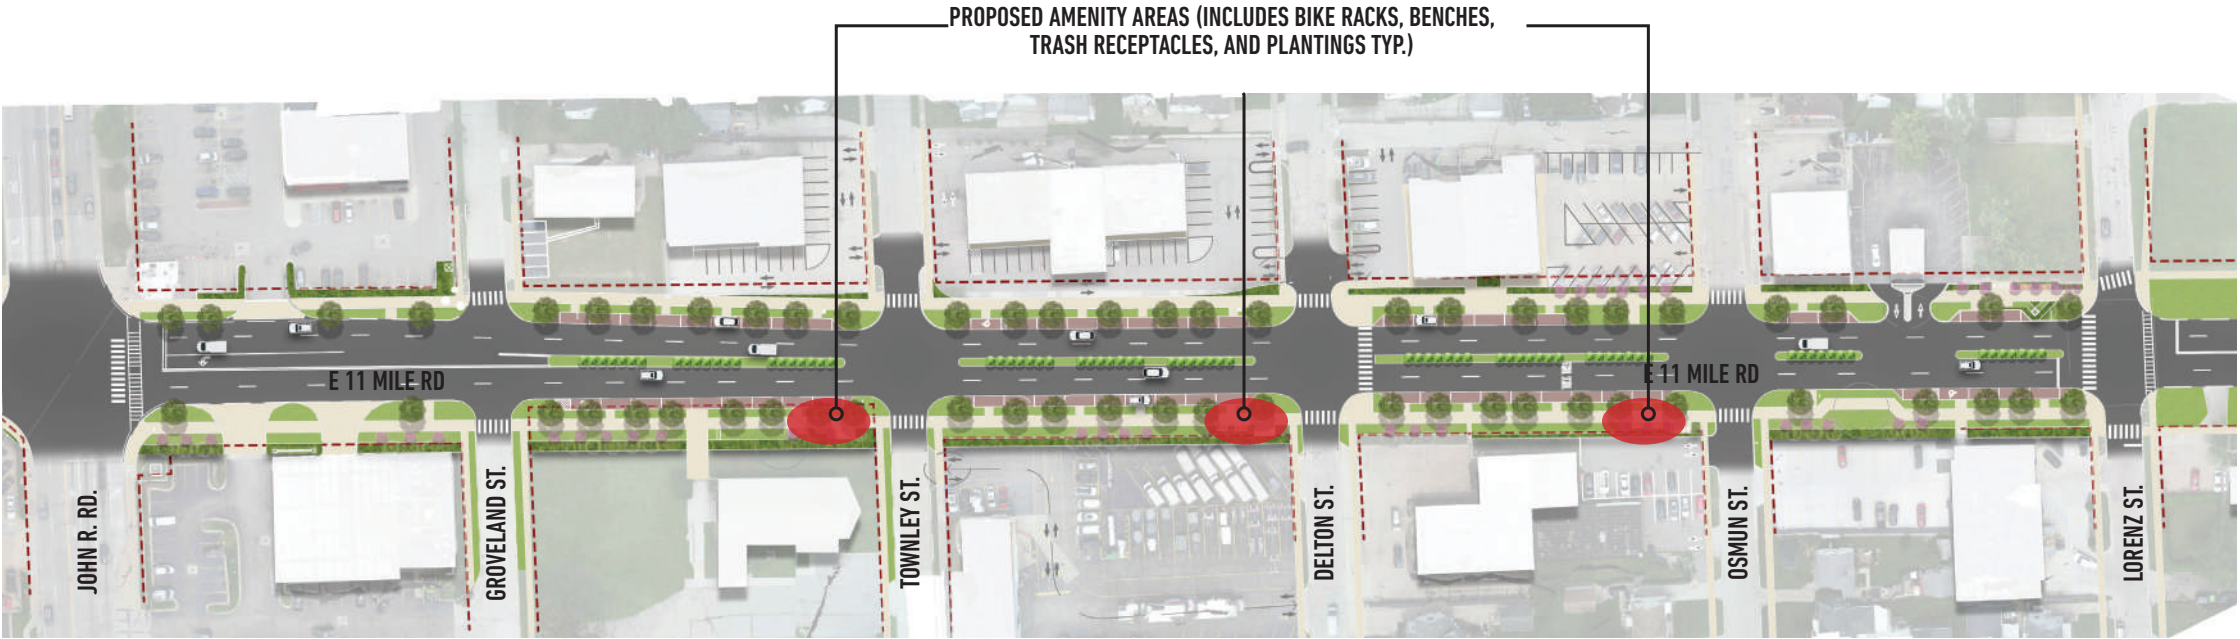 PROPOSED AMENITY AREAS (INCLUDES BIKE RACKS, BENCHES,
TRASH RECEPTACLES, AND PLANTINGS TYP.)
E 11 MILE RD
E 11 MILE RD
JOHN R. RD.
GROVELAND ST.
TOWNLEY ST.
DELTON ST.
OSMUN ST.
LORENZ ST.